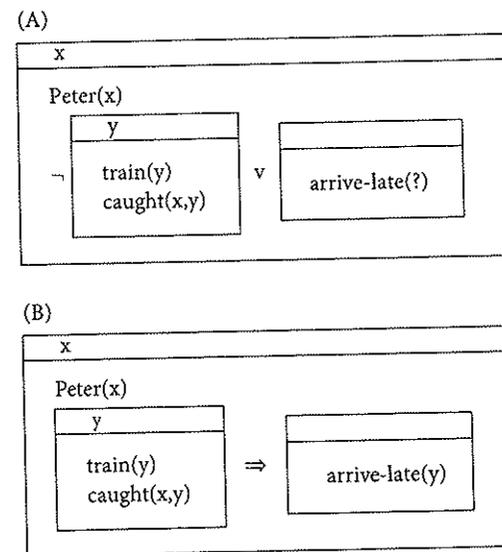 (A)
x
Peter(x)
y
¬ train(y) v arrive-late(?)
caught(x,y)
(B)
x
Peter(x)
y
train(y) ⇒ arrive-late(y)
caught(x,y)